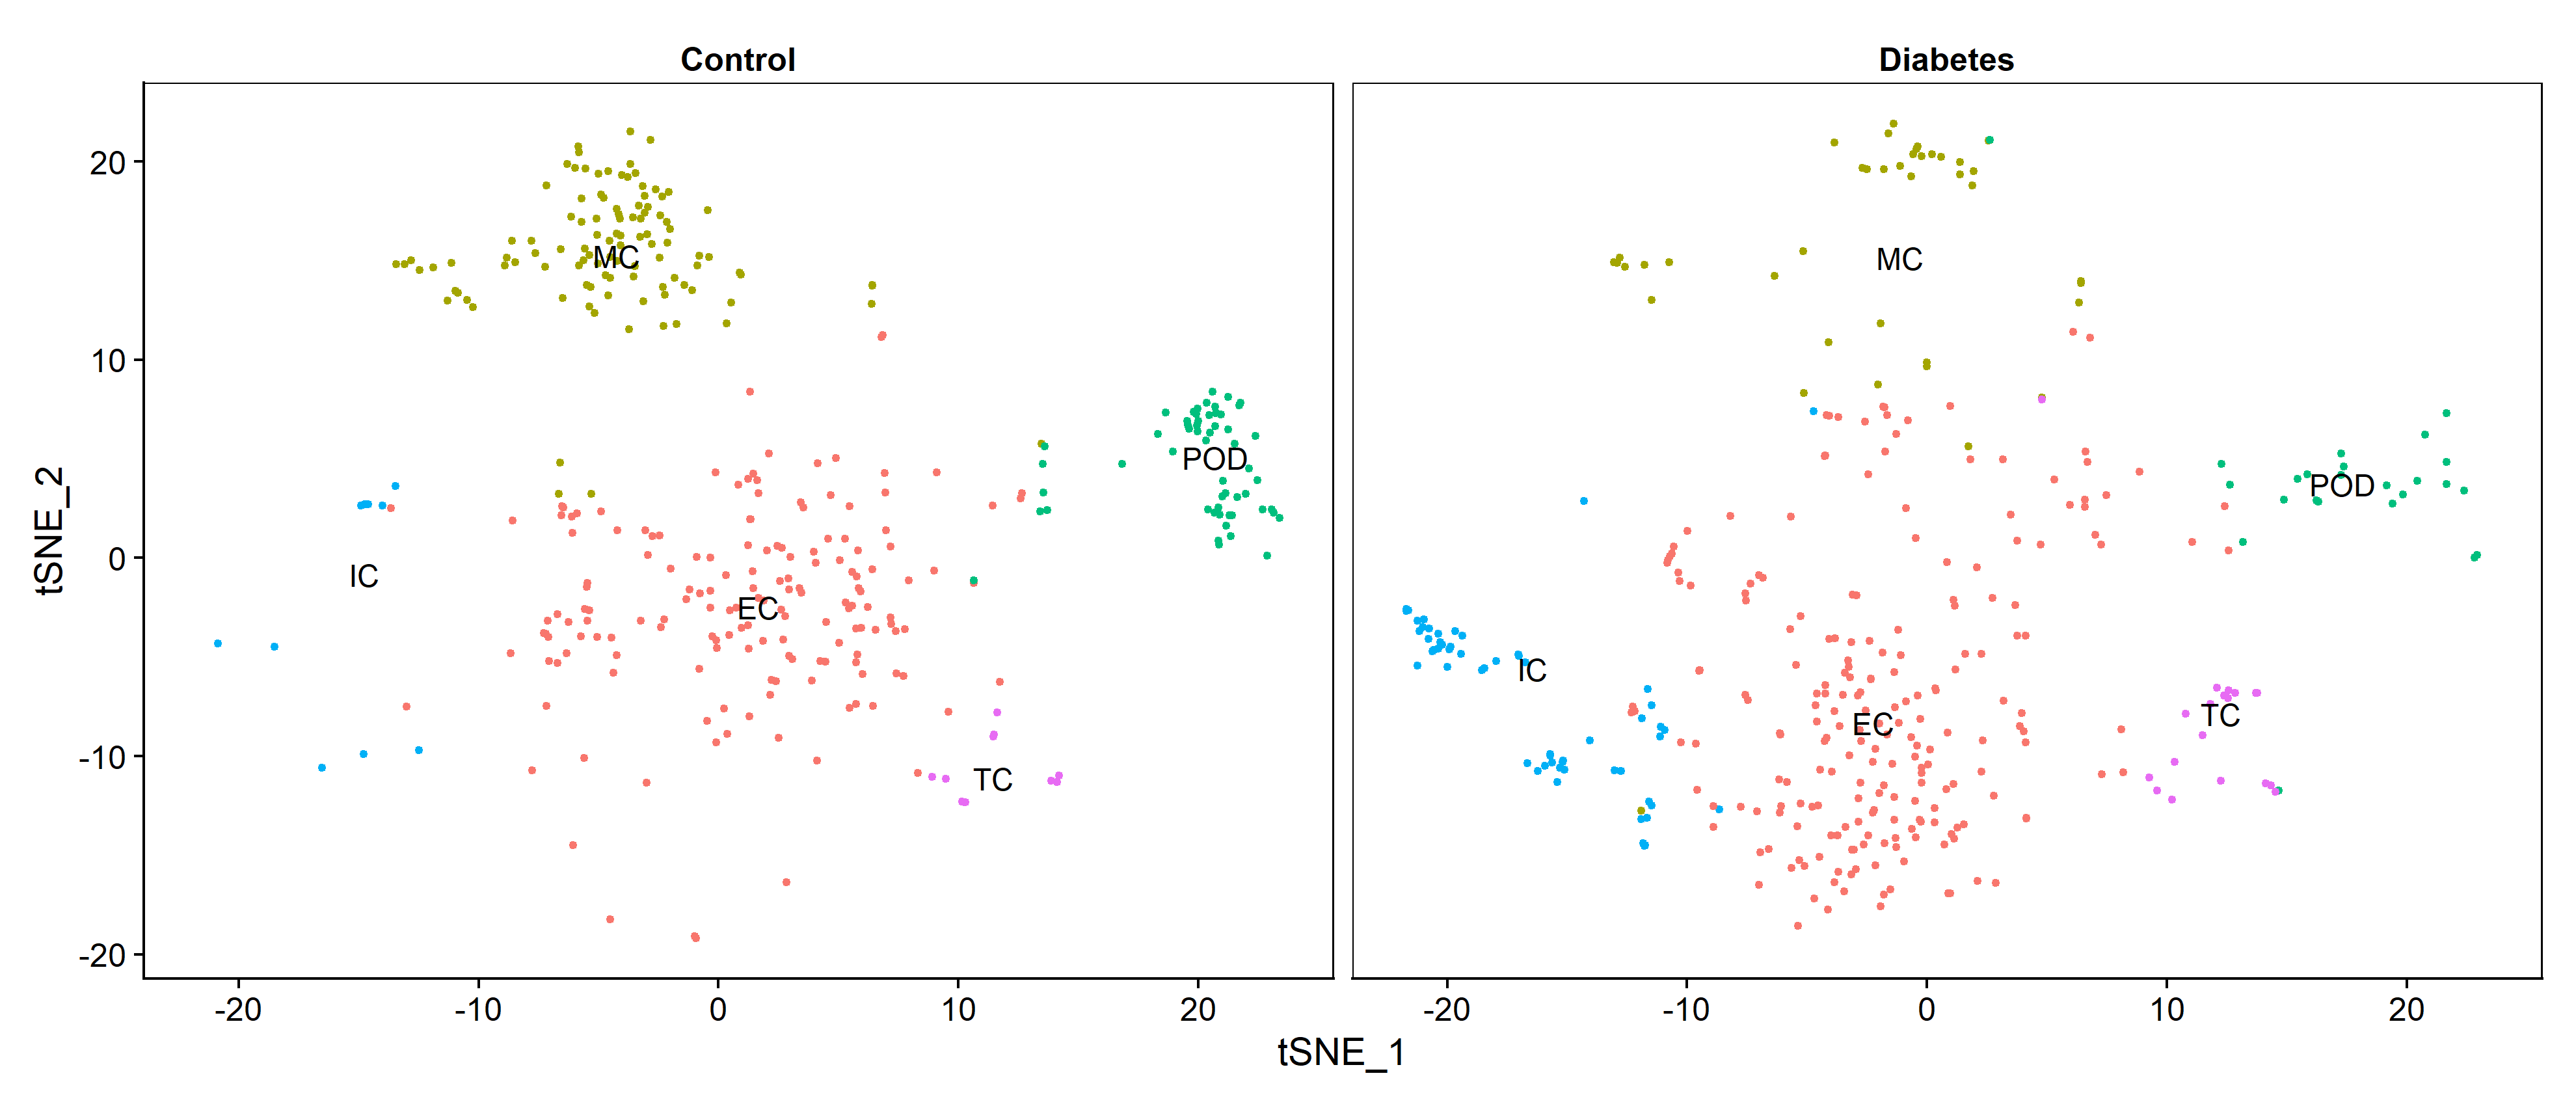 Control
Diabetes
tSNE_2
20
10
0
-10
-20
MC
POD
IC
EC
TC
MC
POD
IC
EC
TC
-20 -10 0 10 20
-20 -10 0 10 20
tSNE_1